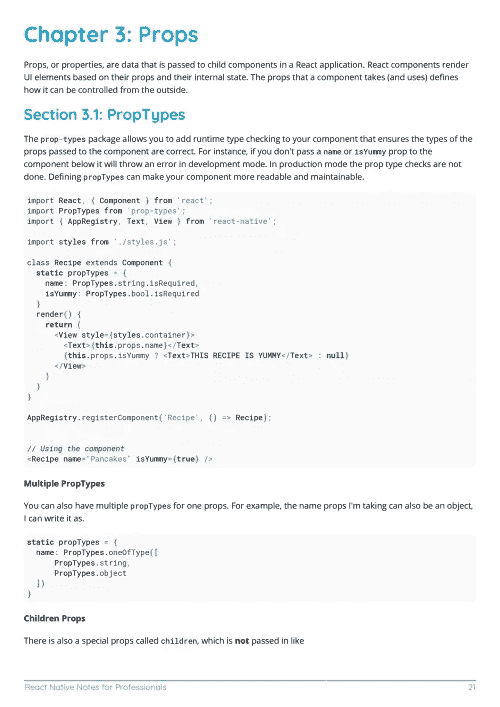 Chapter 3: Props
Props, or properties, are data that is passed to child components in a React application. React components render
UI elements based on their props and their internal state. The props that a component takes (and uses) defines
how it can be controlled from the outside.
Section 3.1: PropTypes
The prop-types package allows you to add runtime type checking to your component that ensures the types of the
props passed to the component are correct. For instance, if you don't pass a name or isYummy prop to the
component below it will throw an error in development mode. In production mode the prop type checks are not
done. Defining propTypes can make your component more readable and maintainable.
import React, { Component } from 'react';
import PropTypes from 'prop-types';
import { AppRegistry, Text, View } from 'react-native';
import styles from './styles.js';
class Recipe extends Component {
static propTypes = {
name: PropTypes.string.isRequired,
isYummy: PropTypes.bool.isRequired
}
render() {
return (
<View style={styles.container}>
<Text>{this.props.name}</Text>
{this.props.isYummy ? <Text>THIS RECIPE IS YUMMY</Text> : null}
</View>
)
}
}
AppRegistry.registerComponent('Recipe', () => Recipe);
// Using the component
<Recipe name="Pancakes" isYummy={true} />
Multiple PropTypes
You can also have multiple propTypes for one props. For example, the name props I'm taking can also be an object,
I can write it as.
static propTypes = {
name: PropTypes.oneOfType([
PropTypes.string,
PropTypes.object
])
}
Children Props
There is also a special props called children, which is not passed in like
React Native Notes for Professionals 21